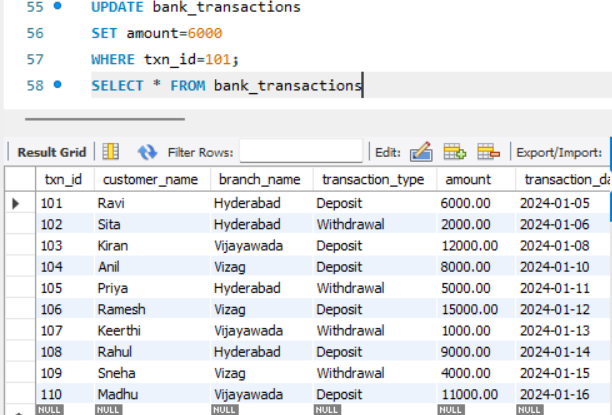 55 UPDATE bank_transactions
56 SET amount=6000
57 WHERE txn_id=101;
58 SELECT * FROM bank_transactions
Result Grid Filter Rows: Edit: Export/Import:
txn_id customer_name branch_name transaction_type amount transaction_da
101 Ravi Hyderabad Deposit 6000.00 2024-01-05
102 Sita Hyderabad Withdrawal 2000.00 2024-01-06
103 Kiran Vijayawada Deposit 12000.00 2024-01-08
104 Anil Vizag Deposit 8000.00 2024-01-10
105 Priya Hyderabad Withdrawal 5000.00 2024-01-11
106 Ramesh Vizag Deposit 15000.00 2024-01-12
107 Keerthi Vijayawada Withdrawal 1000.00 2024-01-13
108 Rahul Hyderabad Deposit 9000.00 2024-01-14
109 Sneha Vizag Withdrawal 4000.00 2024-01-15
110 Madhu Vijayawada Deposit 11000.00 2024-01-16
NULL NULL NULL NULL NULL NULL